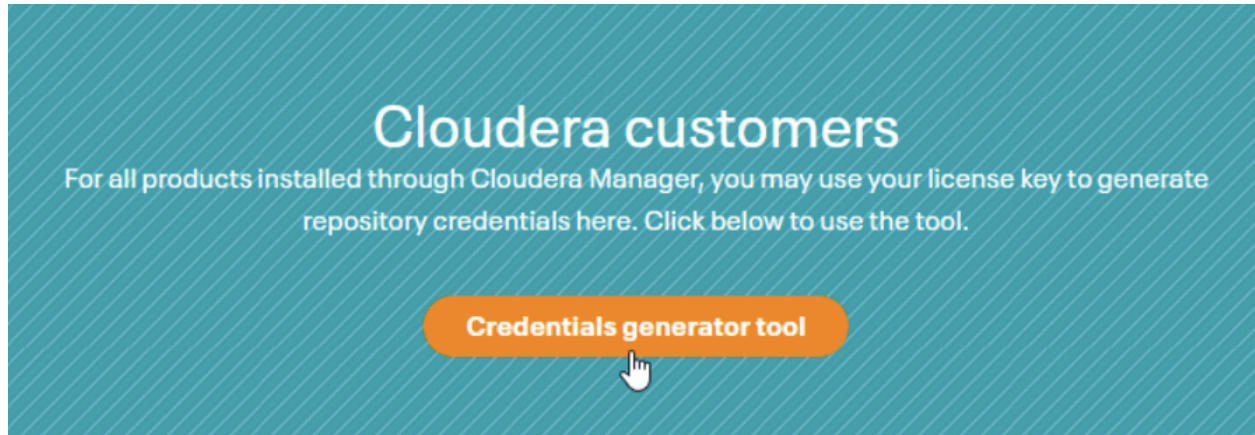 Cloudera customers
For all products installed through Cloudera Manager, you may use your license key to generate
repository credentials here. Click below to use the tool.
Credentials generator tool